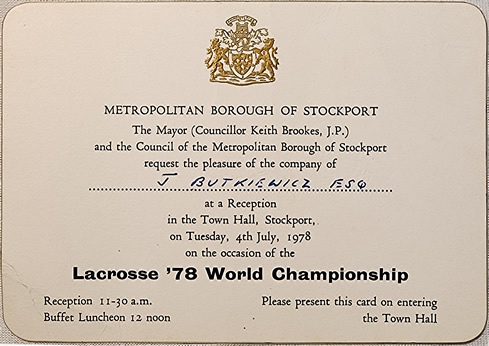 METROPOLITAN BOROUGH OF STOCKPORT
The Mayor (Councillor Keith Brookes, J.P.)
and the Council of the Metropolitan Borough of Stockport
request the pleasure of the company of
J BUTKIEWICZ ESQ
at a Reception
in the Town Hall, Stockport,
on Tuesday, 4th July, 1978
on the occasion of the
Lacrosse '78 World Championship
Reception 11-30 a.m.
Buffet Luncheon 12 noon
Please present this card on entering
the Town Hall